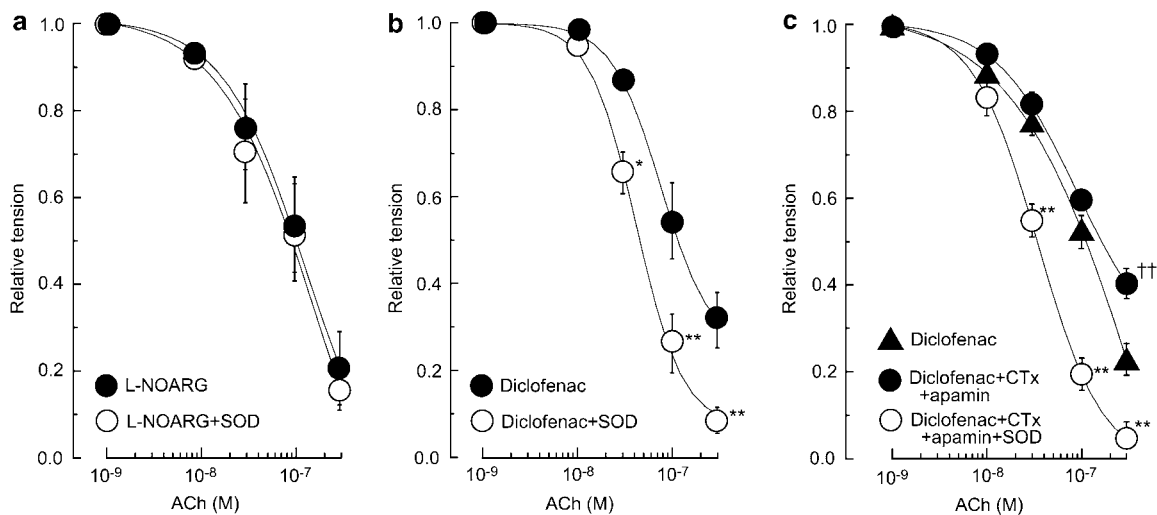 a
Relative tension
1.0
0.8
0.6
0.4
0.2
0.0
L-NOARG
L-NOARG+SOD
10⁻⁹
10⁻⁸
10⁻⁷
ACh (M)
b
Relative tension
1.0
0.8
0.6
0.4
0.2
0.0
*
**
**
Diclofenac
Diclofenac+SOD
10⁻⁹
10⁻⁸
10⁻⁷
ACh (M)
c
Relative tension
1.0
0.8
0.6
0.4
0.2
0.0
**
††
**
**
Diclofenac
Diclofenac+CTx
+apamin
Diclofenac+CTx
+apamin+SOD
10⁻⁹
10⁻⁸
10⁻⁷
ACh (M)